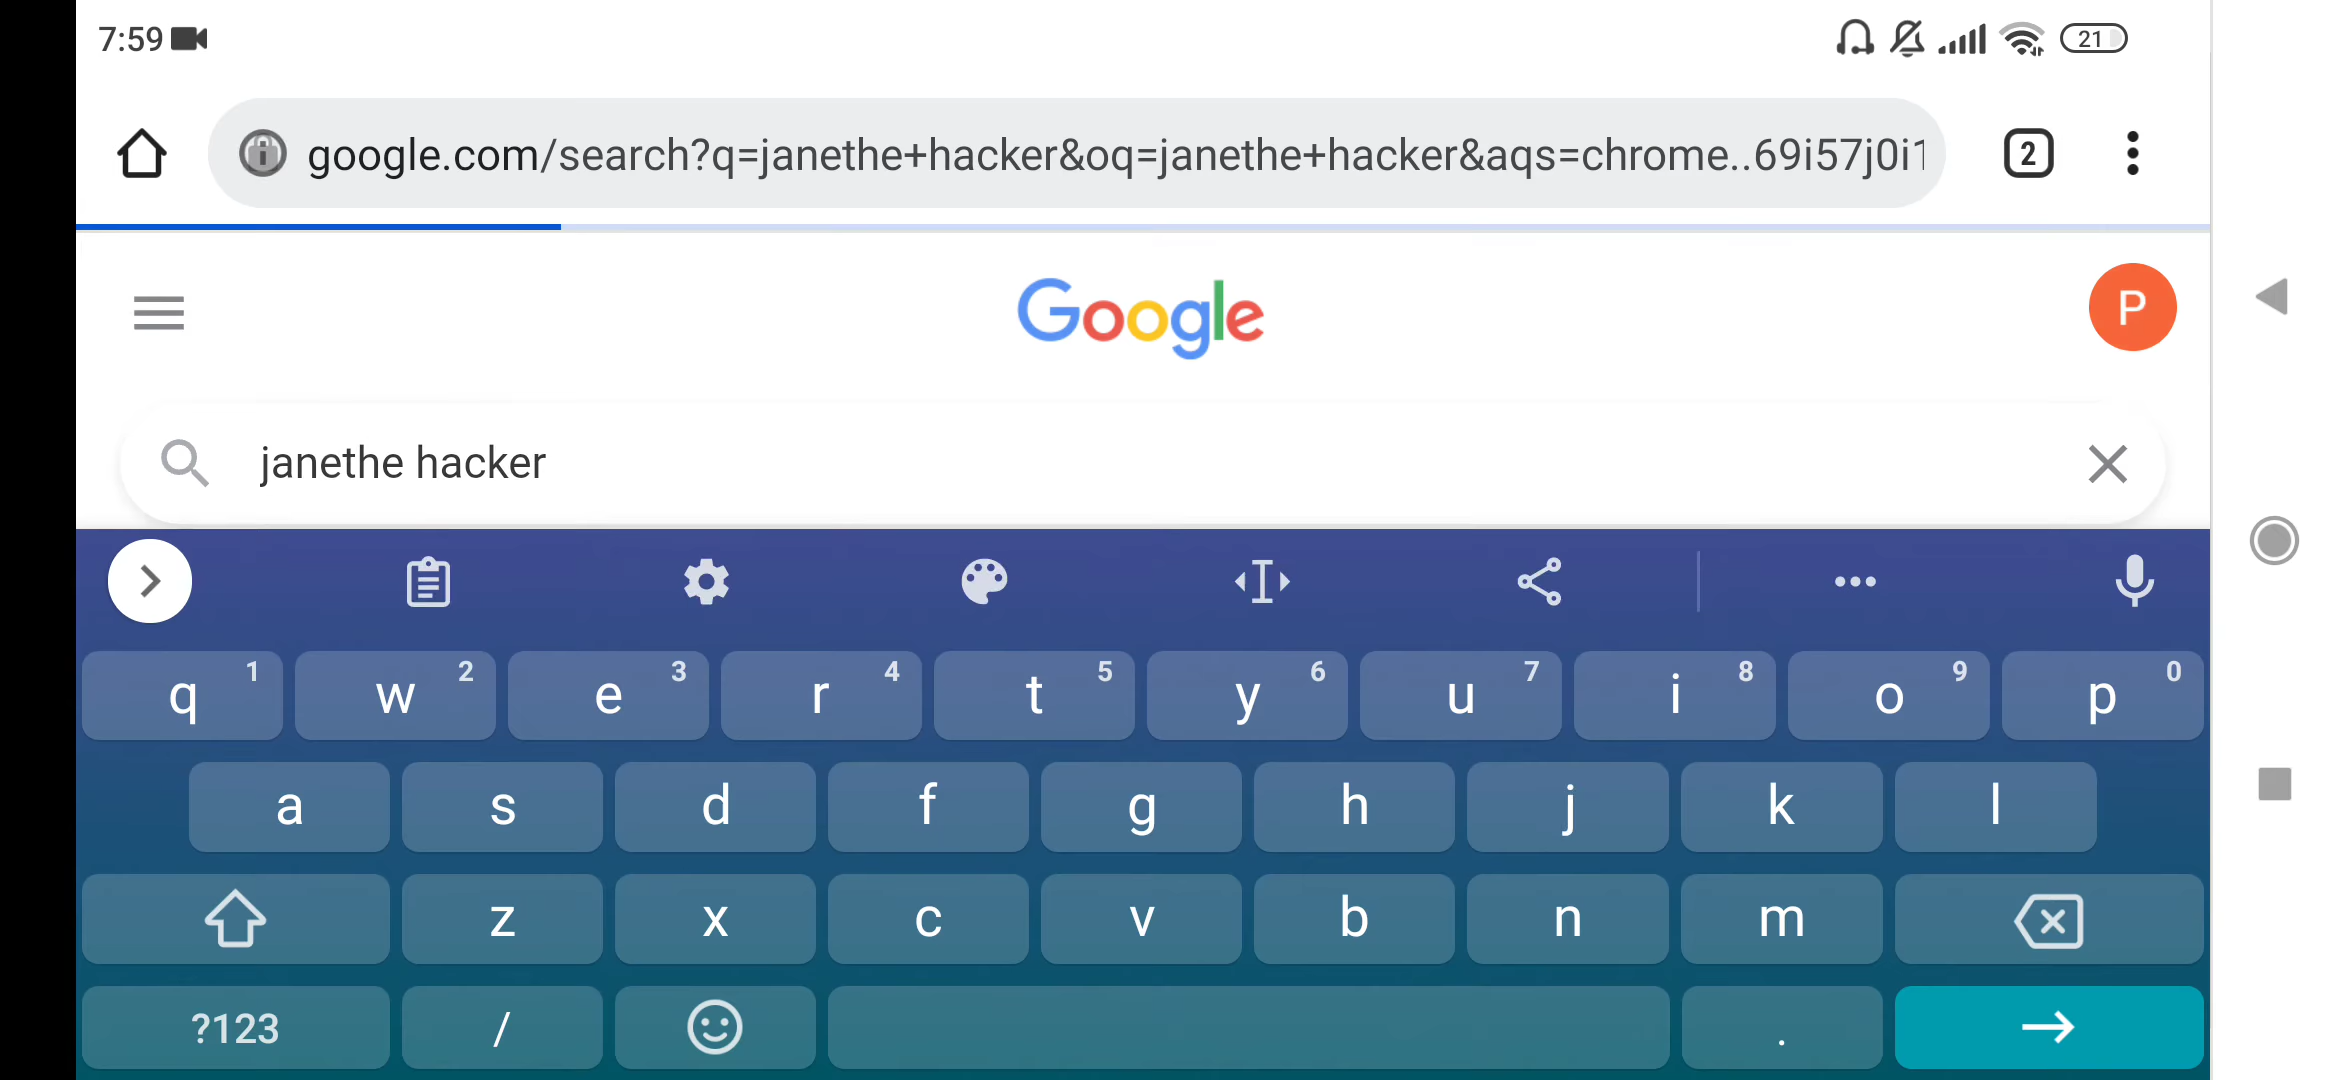 7:59
21
google.com/search?q=janethe+hacker&oq=janethe+hacker&aqs=chrome..69i57j0i1
2
Google
P
janethe hacker
q 1 w 2 e 3 r 4 t 5 y 6 u 7 i 8 o 9 p 0
a s d f g h j k l
z x c v b n m
?123 / .